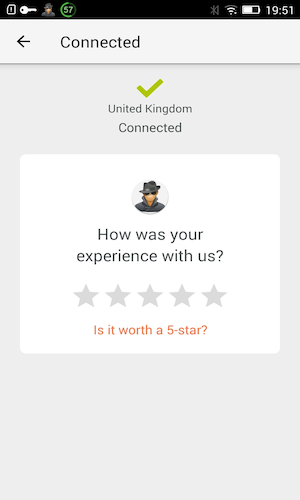 57
19:51
Connected
United Kingdom
Connected
How was your
experience with us?
Is it worth a 5-star?